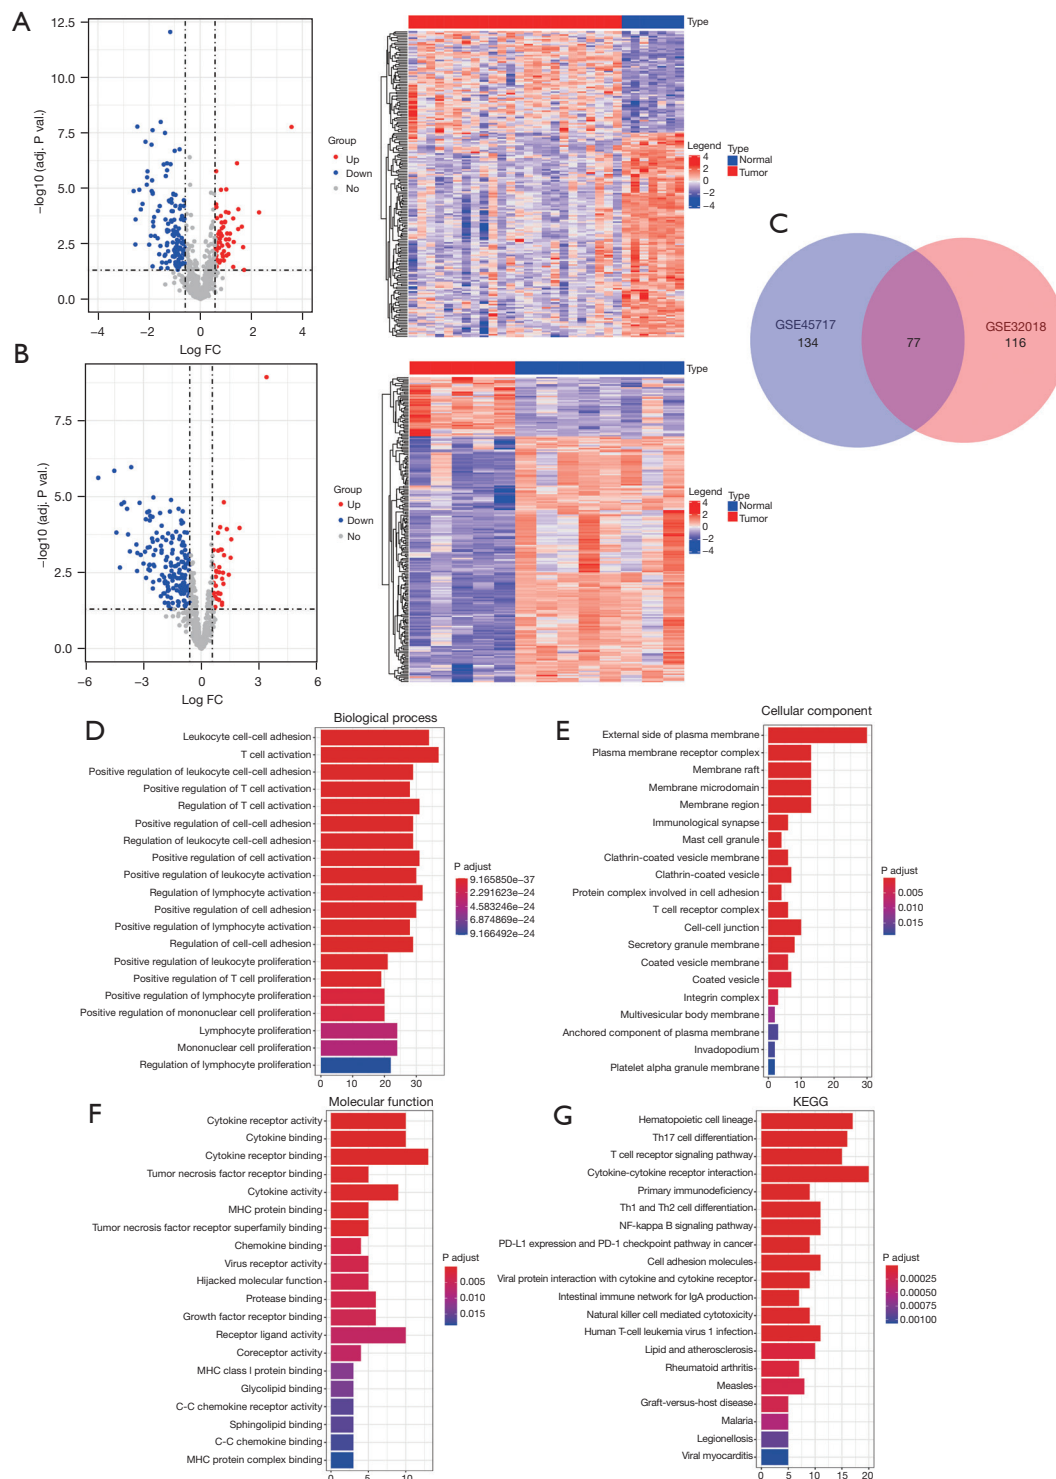 A
12.5
10.0
7.5
5.0
2.5
0.0
−log10 (adj. P val.)
−4
−2
0
2
4
Log FC
Group
Up
Down
No
Type
Legend
4
2
0
−2
−4
Type
Normal
Tumor
B
7.5
5.0
2.5
0.0
−log10 (adj. P val.)
−6
−3
0
3
6
Log FC
Group
Up
Down
No
Type
Legend
4
2
0
−2
−4
Type
Normal
Tumor
C
GSE45717
134
77
GSE32018
116
D
Biological process
Leukocyte cell-cell adhesion
T cell activation
Positive regulation of leukocyte cell-cell adhesion
Positive regulation of T cell activation
Regulation of T cell activation
Positive regulation of cell-cell adhesion
Regulation of leukocyte cell-cell adhesion
Positive regulation of cell activation
Positive regulation of leukocyte activation
Regulation of lymphocyte activation
Positive regulation of cell adhesion
Positive regulation of lymphocyte activation
Regulation of cell-cell adhesion
Positive regulation of leukocyte proliferation
Positive regulation of T cell proliferation
Positive regulation of lymphocyte proliferation
Positive regulation of mononuclear cell proliferation
Lymphocyte proliferation
Mononuclear cell proliferation
Regulation of lymphocyte proliferation
0
10
20
30
P adjust
9.165850e−37
2.291623e−24
4.583246e−24
6.874869e−24
9.166492e−24
E
Cellular component
External side of plasma membrane
Plasma membrane receptor complex
Membrane raft
Membrane microdomain
Membrane region
Immunological synapse
Mast cell granule
Clathrin-coated vesicle membrane
Clathrin-coated vesicle
Protein complex involved in cell adhesion
T cell receptor complex
Cell-cell junction
Secretory granule membrane
Coated vesicle membrane
Coated vesicle
Integrin complex
Multivesicular body membrane
Anchored component of plasma membrane
Invadopodium
Platelet alpha granule membrane
0
10
20
30
P adjust
0.005
0.010
0.015
F
Molecular function
Cytokine receptor activity
Cytokine binding
Cytokine receptor binding
Tumor necrosis factor receptor binding
Cytokine activity
MHC protein binding
Tumor necrosis factor receptor superfamily binding
Chemokine binding
Virus receptor activity
Hijacked molecular function
Protease binding
Growth factor receptor binding
Receptor ligand activity
Coreceptor activity
MHC class I protein binding
Glycolipid binding
C-C chemokine receptor activity
Sphingolipid binding
C-C chemokine binding
MHC protein complex binding
0
5
10
P adjust
0.005
0.010
0.015
G
KEGG
Hematopoietic cell lineage
Th17 cell differentiation
T cell receptor signaling pathway
Cytokine-cytokine receptor interaction
Primary immunodeficiency
Th1 and Th2 cell differentiation
NF-kappa B signaling pathway
PD-L1 expression and PD-1 checkpoint pathway in cancer
Cell adhesion molecules
Viral protein interaction with cytokine and cytokine receptor
Intestinal immune network for IgA production
Natural killer cell mediated cytotoxicity
Human T-cell leukemia virus 1 infection
Lipid and atherosclerosis
Rheumatoid arthritis
Measles
Graft-versus-host disease
Malaria
Legionellosis
Viral myocarditis
0
5
10
15
20
P adjust
0.00025
0.00050
0.00075
0.00100